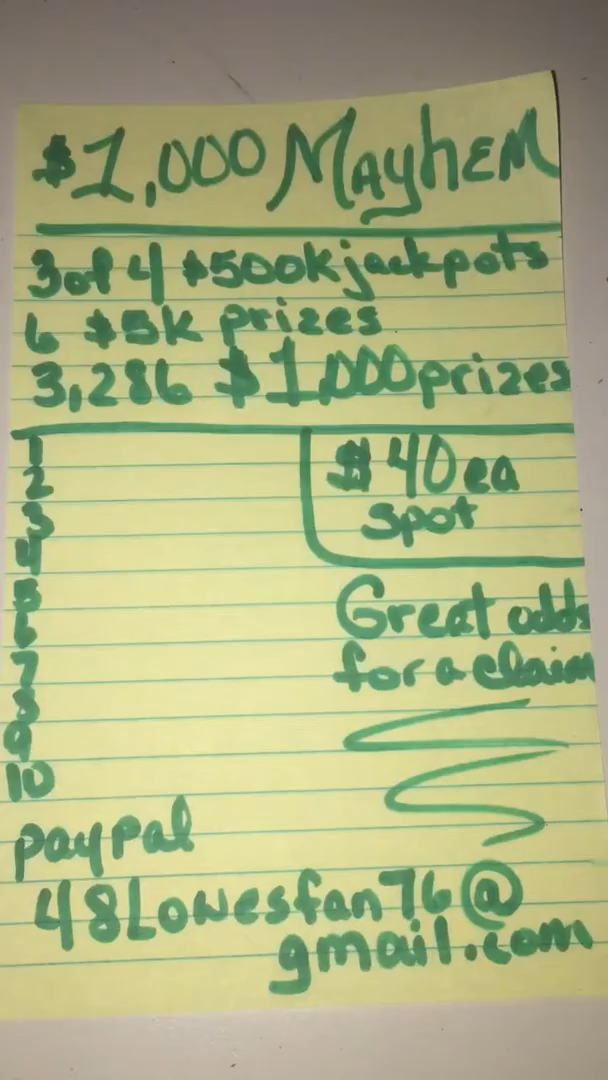 $1,000 MayhEM
3 of 4 $500k jackpots
6 $5k prizes
3,286 $1,000 prizes
1
2
3
4
5
6
7
8
9
10
$40 ea
spot
Great odds
for a claim
paypal
48Lowesfan76@
gmail.com